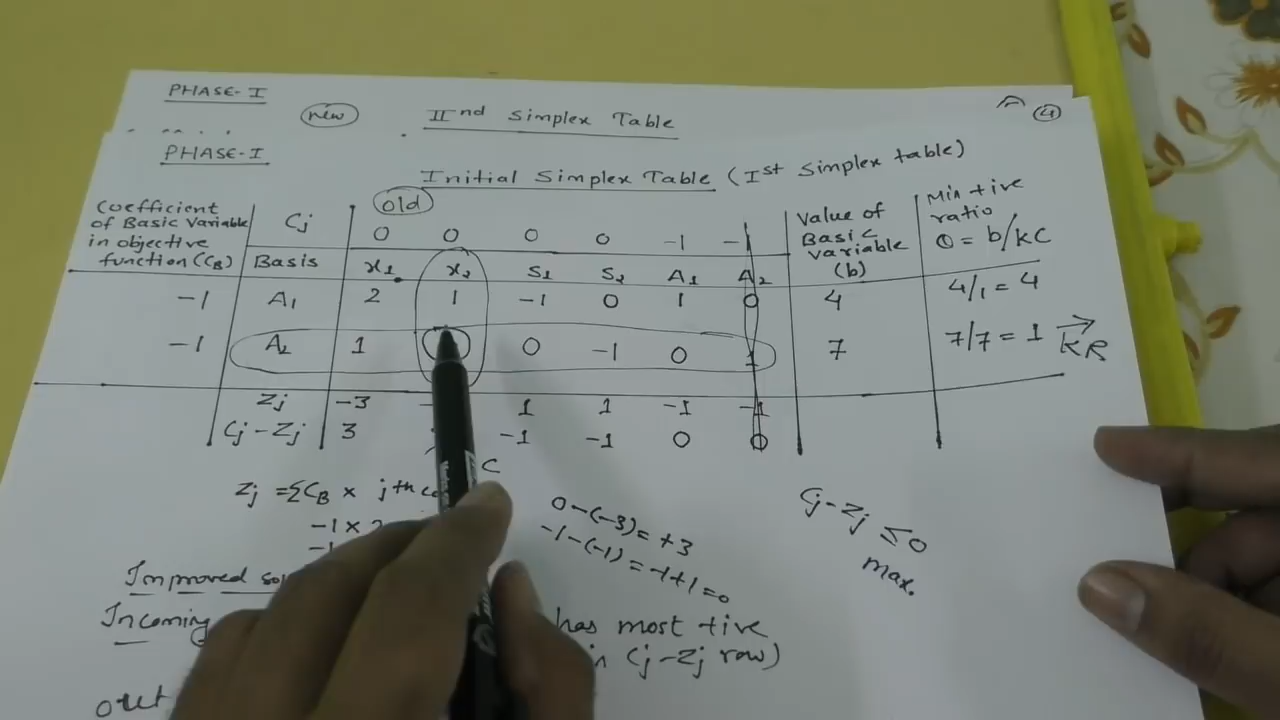 PHASE-I
new IInd Simplex Table 4
PHASE-I
Initial Simplex Table (Ist Simplex table)
old
Coefficient of Basic Variable in objective function (CB)
Cj 0 0 0 0 -1 -1
Value of Basic Variable (b)
Min +ive ratio θ = b/KC
Basis x1 x2 S1 S2 A1 A2
-1 A1 2 1 -1 0 1 0 4 4/1 = 4
-1 A2 1 0 -1 0 1 7 7/7 = 1 KR
Zj -3 1 1 -1 -1
Cj-Zj 3 -1 -1 0 0
C
Zj = ΣCB × jth
-1 ×
0-(-3) = +3
-1-(-1) = -1+1=0
Cj-Zj ≤0
max.
Improved
Incoming has most +ive
in Cj-Zj row)
out